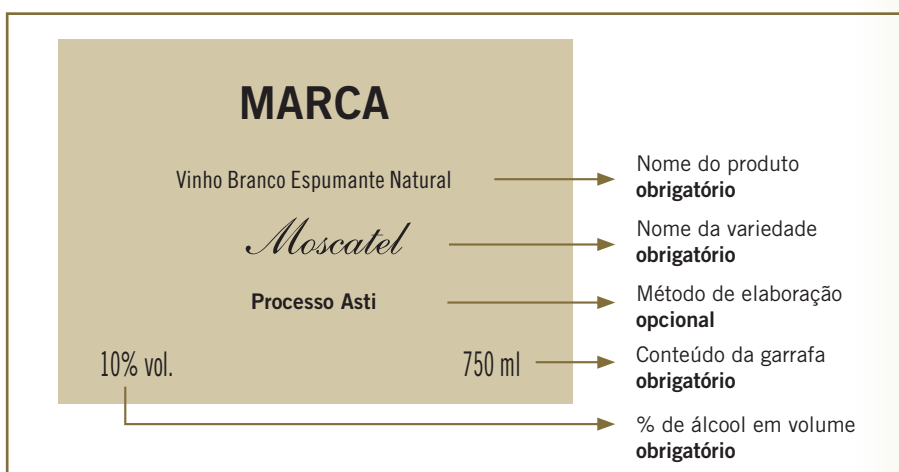 MARCA
Vinho Branco Espumante Natural
Moscatel
Processo Asti
10% vol.
750 ml
Nome do produto
obrigatório
Nome da variedade
obrigatório
Método de elaboração
opcional
Conteúdo da garrafa
obrigatório
% de álcool em volume
obrigatório